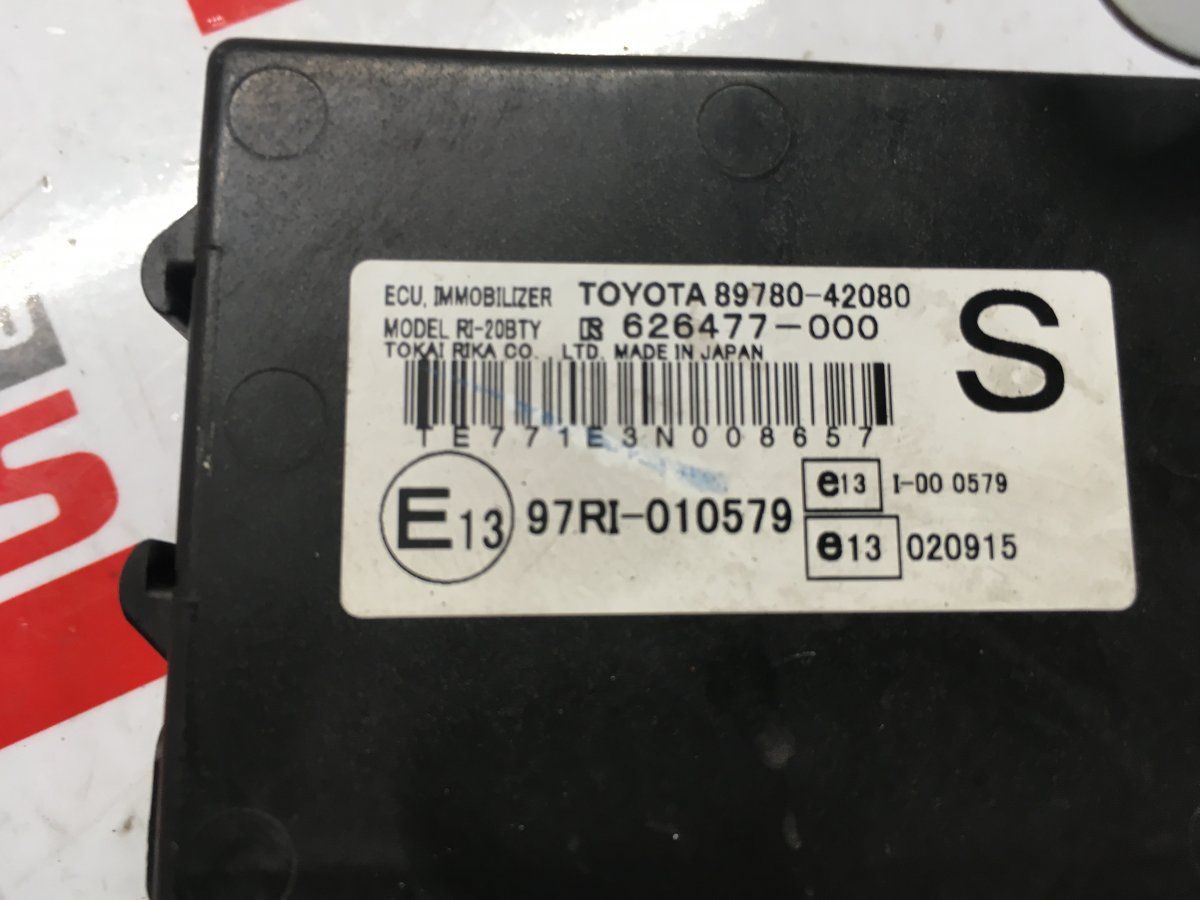 ECU, IMMOBILIZER TOYOTA 89780-42080
MODEL RI-20BTY 626477-000
TOKAI RIKA CO., LTD. MADE IN JAPAN
S
TE771E3N008657
E13 97RI-010579
e13 I-00 0579
e13 020915